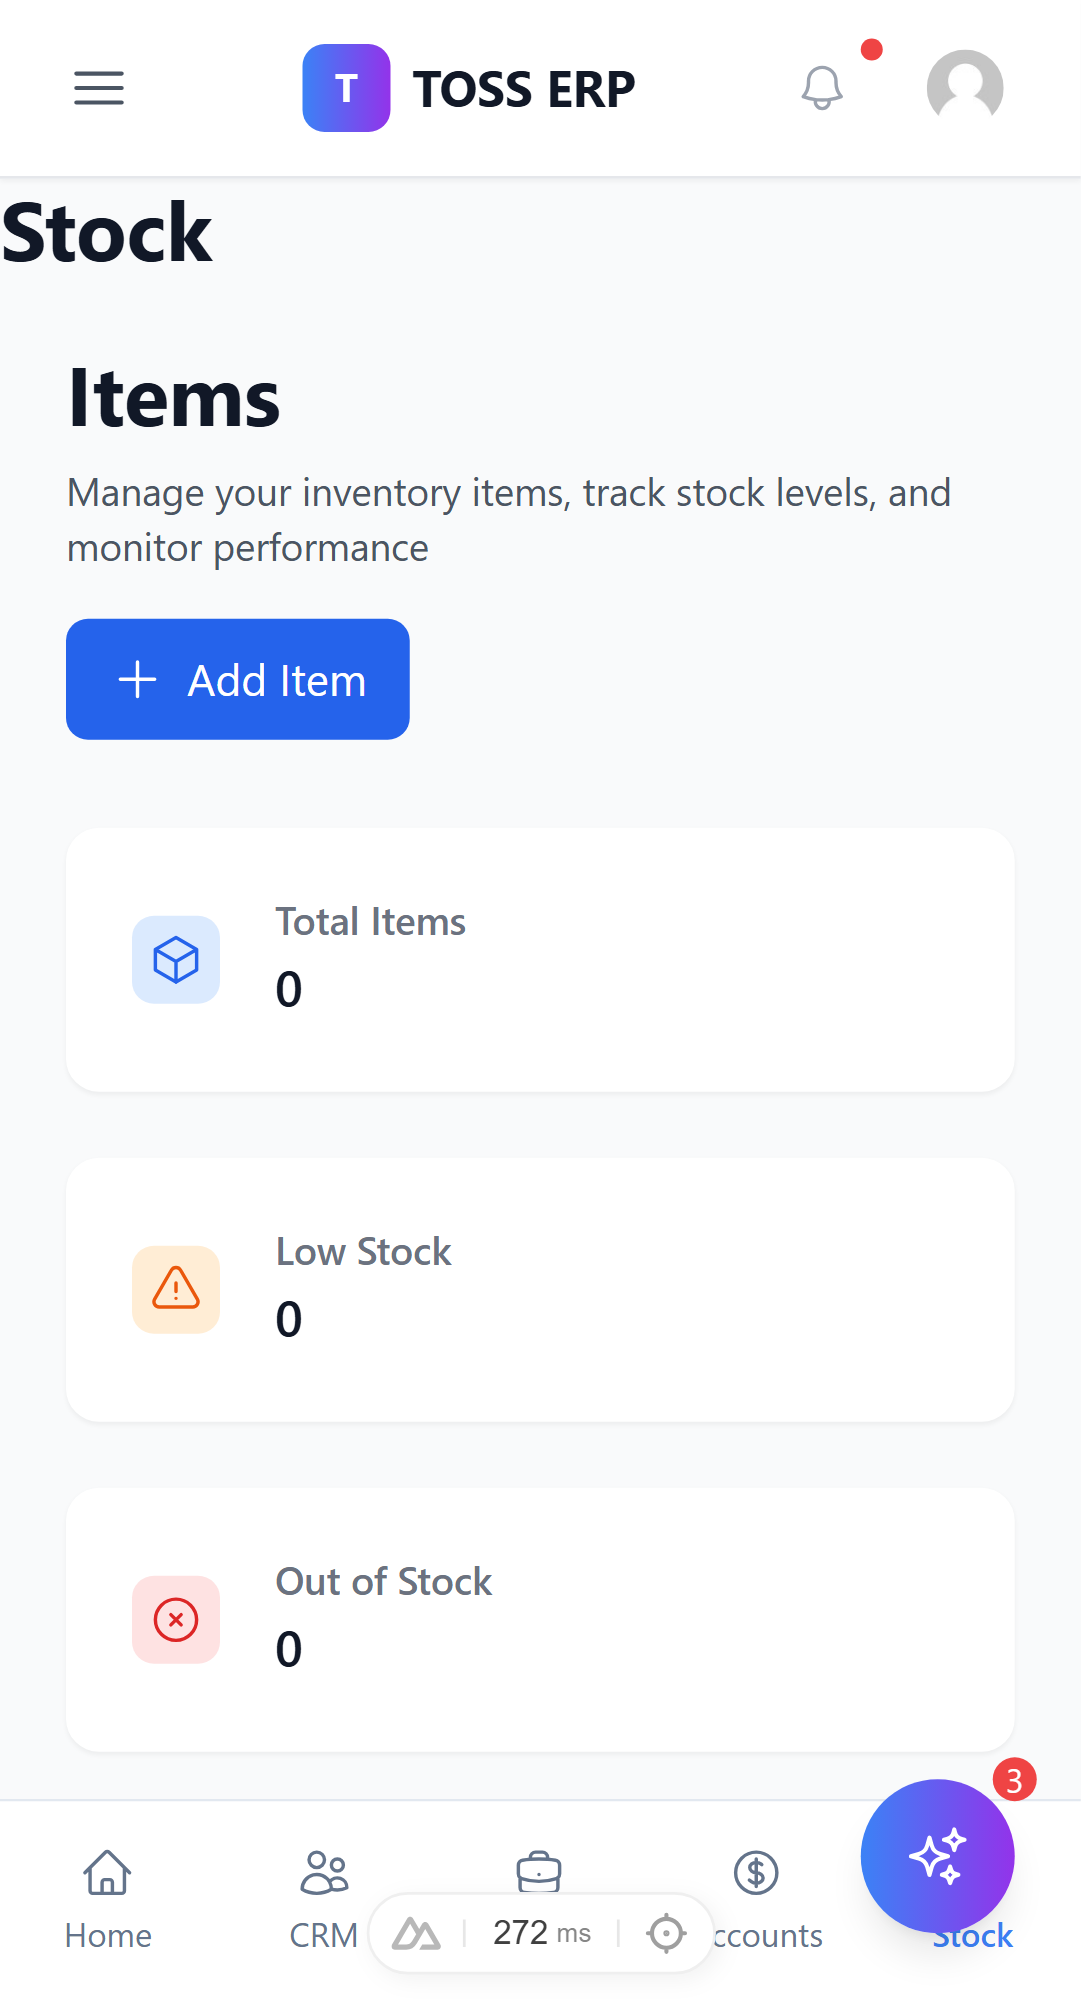 T TOSS ERP
Stock
Items
Manage your inventory items, track stock levels, and
monitor performance
Add Item
Total Items
0
Low Stock
0
Out of Stock
0
3
Home
CRM
272 ms
ccounts
Stock